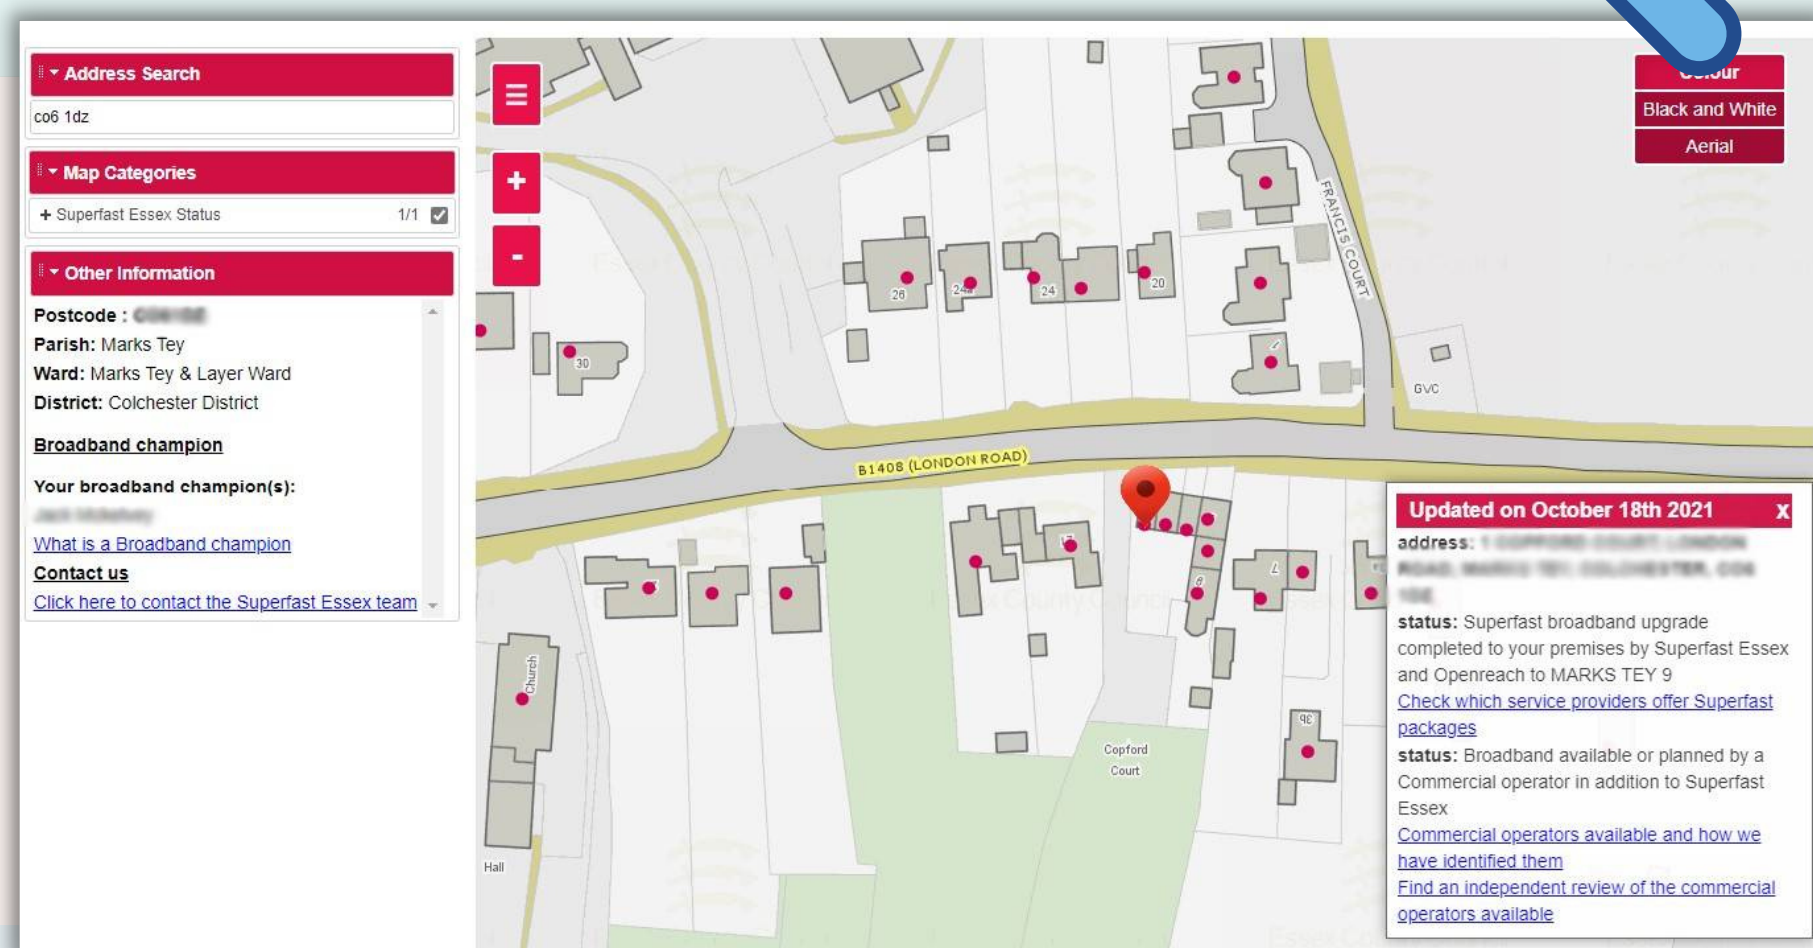 Address Search
co6 1dz
Map Categories
+ Superfast Essex Status 1/1
Other Information
Postcode :
Parish: Marks Tey
Ward: Marks Tey & Layer Ward
District: Colchester District
Broadband champion
Your broadband champion(s):
What is a Broadband champion
Contact us
Click here to contact the Superfast Essex team
+
-
Black and White
Aerial
FRANCIS COURT
26
24
20
30
GVC
B1408 (LONDON ROAD)
21
7
8
Church
3b
Copford
Court
Hall
Updated on October 18th 2021 X
address:
status: Superfast broadband upgrade
completed to your premises by Superfast Essex
and Openreach to MARKS TEY 9
Check which service providers offer Superfast
packages
status: Broadband available or planned by a
Commercial operator in addition to Superfast
Essex
Commercial operators available and how we
have identified them
Find an independent review of the commercial
operators available